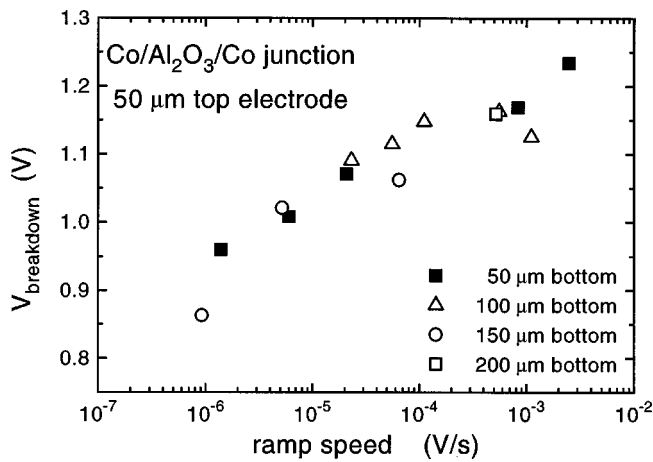 Co/Al₂O₃/Co junction
50 μm top electrode
1.3
1.2
1.1
1.0
0.9
0.8
V_breakdown (V)
50 μm bottom
100 μm bottom
150 μm bottom
200 μm bottom
10⁻⁷ 10⁻⁶ 10⁻⁵ 10⁻⁴ 10⁻³ 10⁻²
ramp speed (V/s)